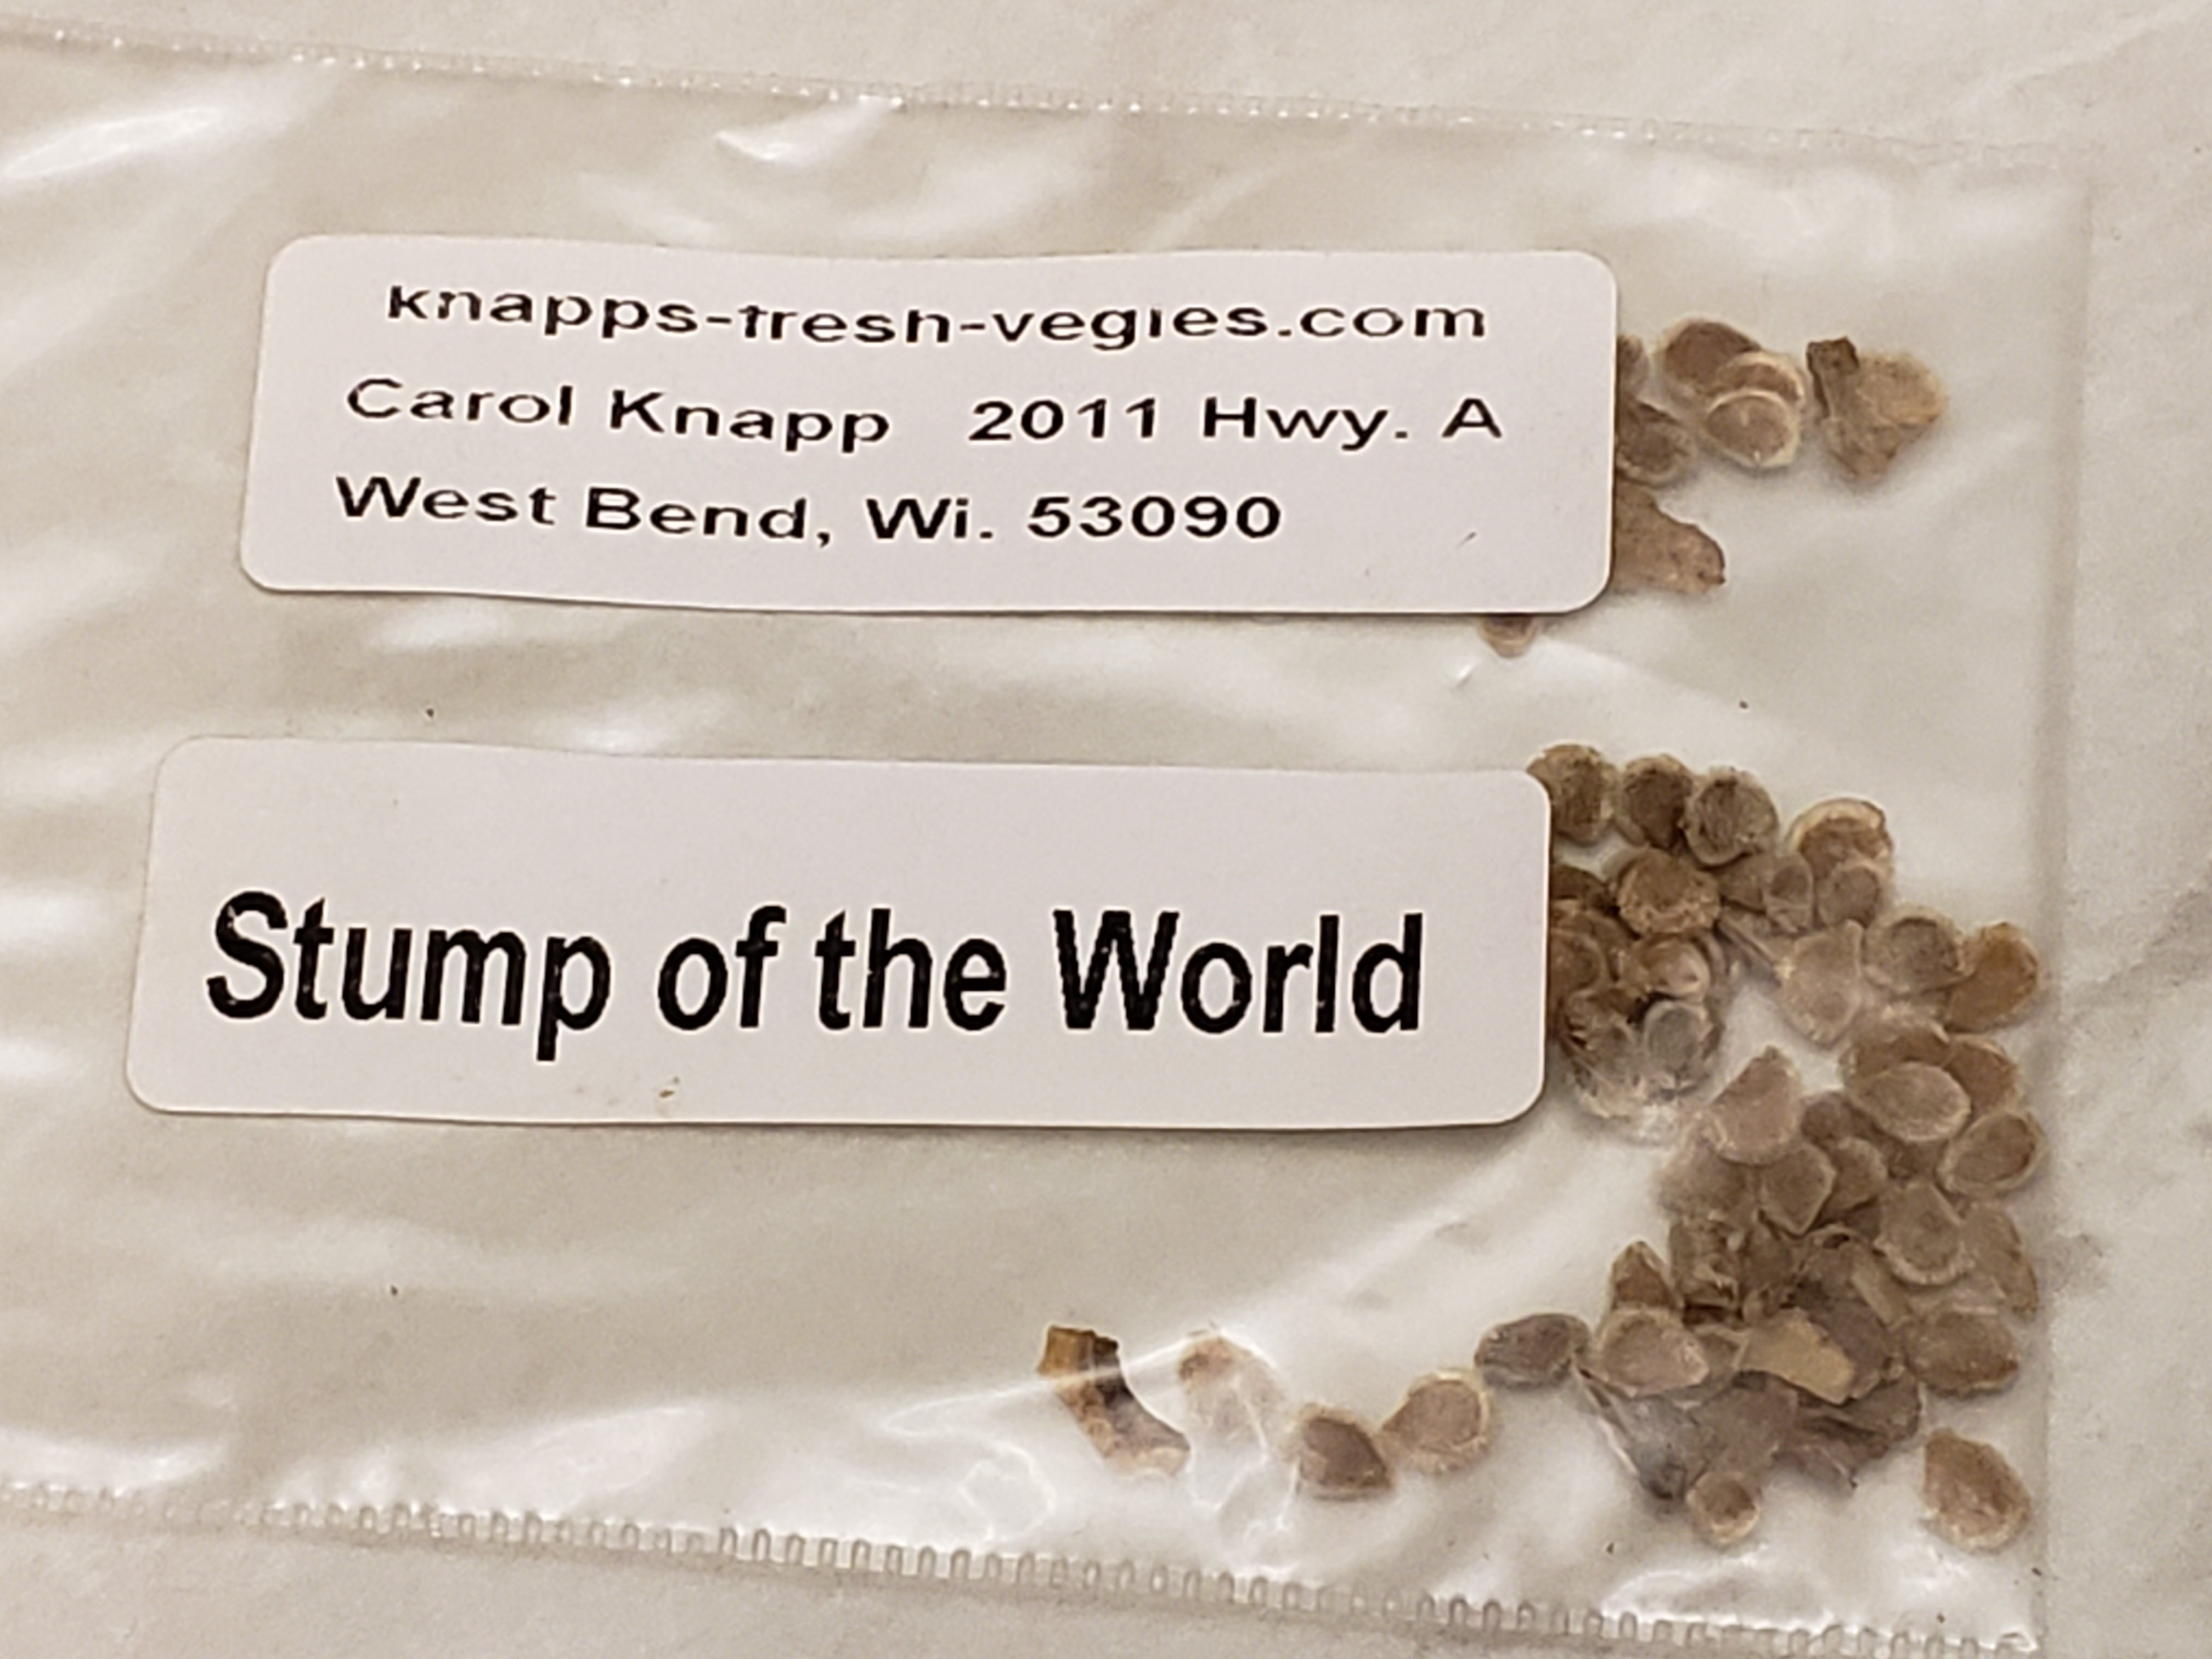 knapps-fresh-vegies.com
Carol Knapp 2011 Hwy. A
West Bend, Wi. 53090
Stump of the World